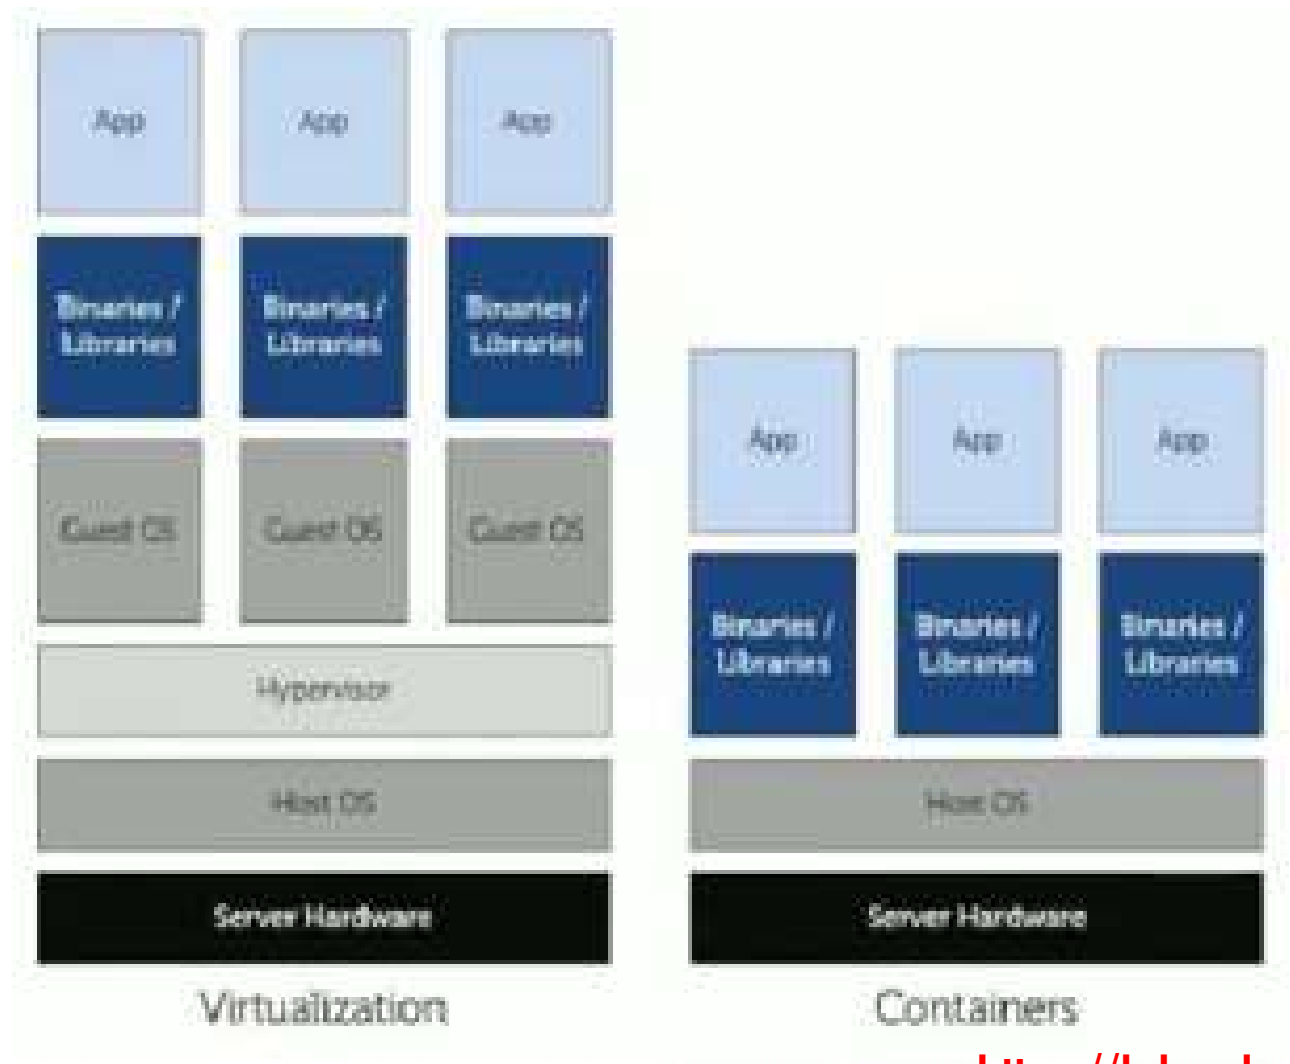 App App App
Binaries / Binaries / Binaries /
Libraries Libraries Libraries
Guest OS Guest OS Guest OS
Hypervisor
Host OS
Server Hardware
Virtualization
App App App
Binaries / Binaries / Binaries /
Libraries Libraries Libraries
Host OS
Server Hardware
Containers